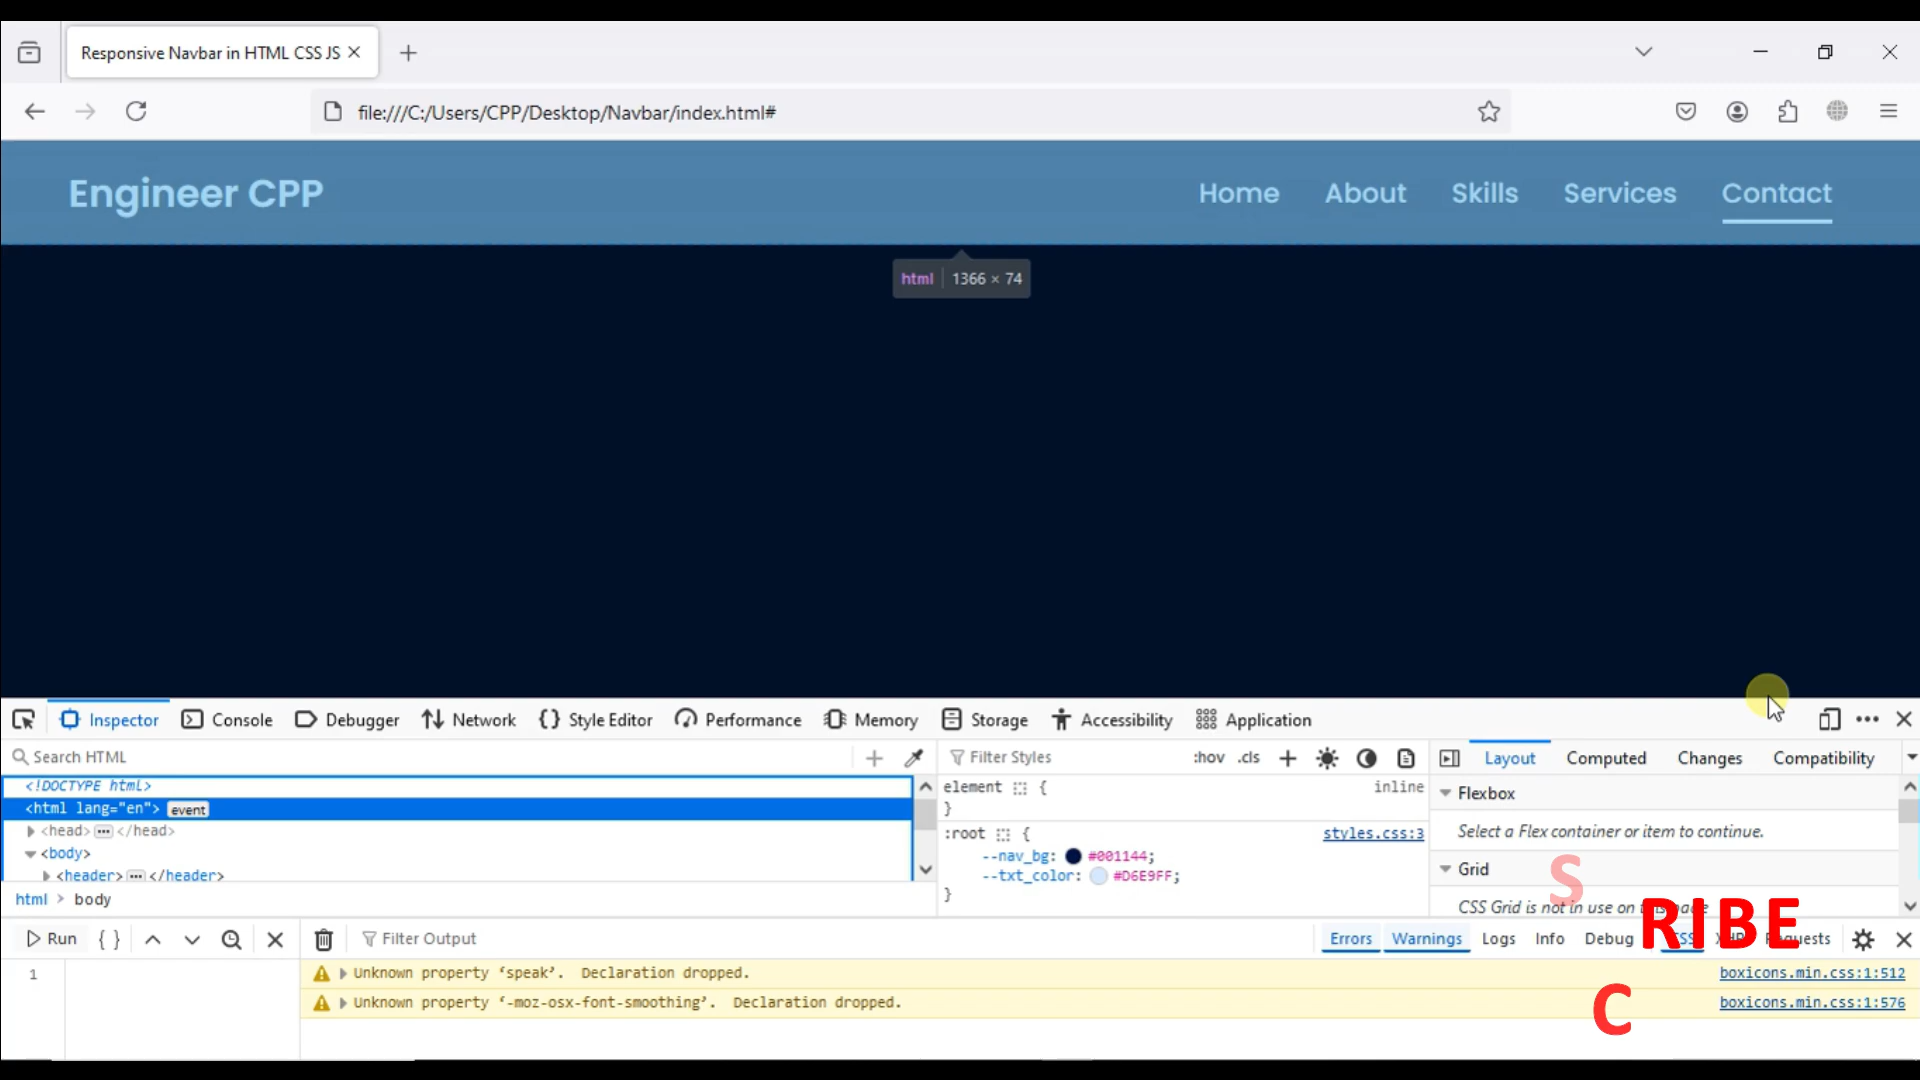 Responsive Navbar in HTML CSS JS
file:///C:/Users/CPP/Desktop/Navbar/index.html#
Engineer CPP Home About Skills Services Contact
html 1366 × 74
Inspector Console Debugger Network Style Editor Performance Memory Storage Accessibility Application
Search HTML
Filter Styles :hov .cls
Layout Computed Changes Compatibility
<!DOCTYPE html>
<html lang="en"> event
<head> ... </head>
<body>
<header> ... </header>
html > body
element { inline
}
:root { styles.css:3
--nav_bg: #001144;
--txt_color: #D6E9FF;
}
Flexbox
Select a Flex container or item to continue.
Grid
CSS Grid is not in use on this page
S
RIBE
C
Run { } Filter Output Errors Warnings Logs Info Debug CSS XHR Requests
1
Unknown property ‘speak’. Declaration dropped. boxicons.min.css:1:512
Unknown property ‘-moz-osx-font-smoothing’. Declaration dropped. boxicons.min.css:1:576